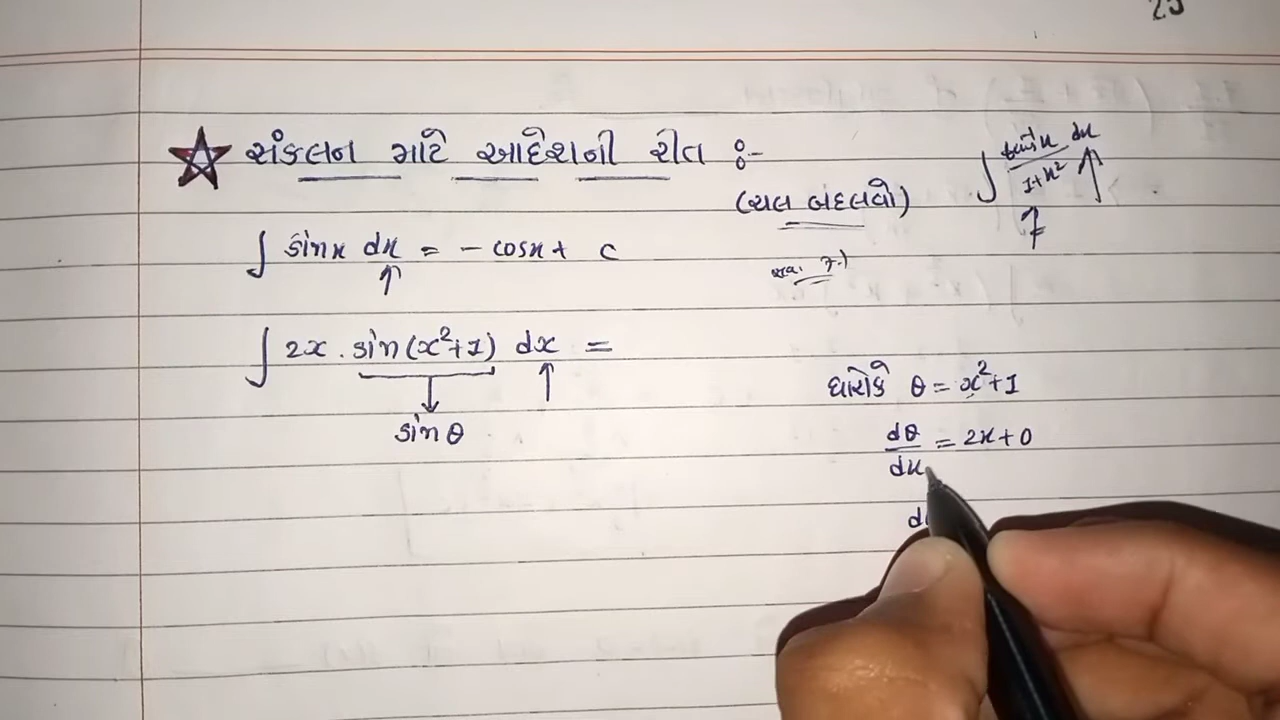 25
સંકલન માટે આદેશની રીત :-
(ચલ બદલવો)
∫ sinx dx = - cosx + c
∫ 2x . sin(x²+1) dx =
sin θ
ધારોકે θ = x²+1
dθ/dx = 2x+0